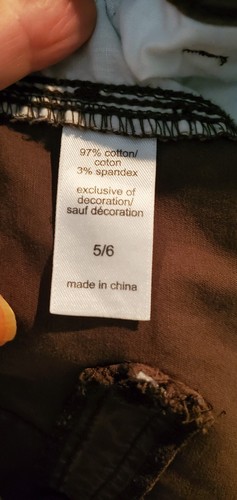 97% cotton/
coton
3% spandex
exclusive of
decoration/
sauf décoration
5/6
made in china